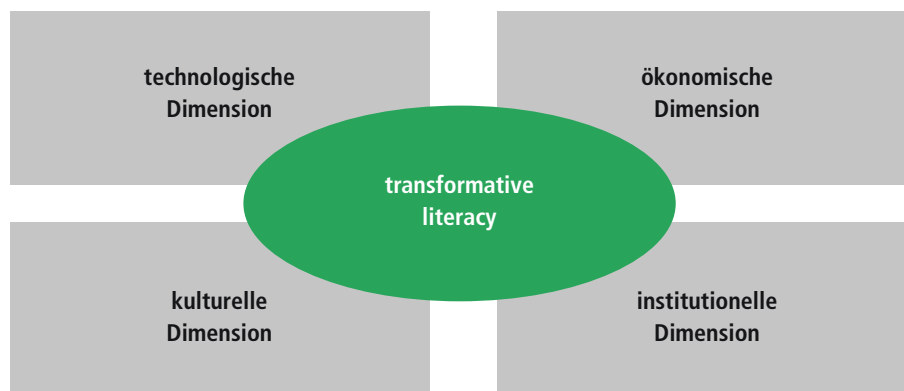 technologische
Dimension
ökonomische
Dimension
transformative
literacy
kulturelle
Dimension
institutionelle
Dimension